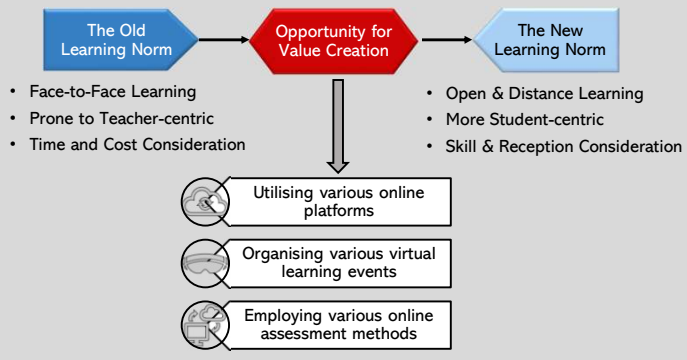 The Old
Learning Norm
Opportunity for
Value Creation
The New
Learning Norm
• Face-to-Face Learning
• Prone to Teacher-centric
• Time and Cost Consideration
• Open & Distance Learning
• More Student-centric
• Skill & Reception Consideration
Utilising various online
platforms
Organising various virtual
learning events
Employing various online
assessment methods